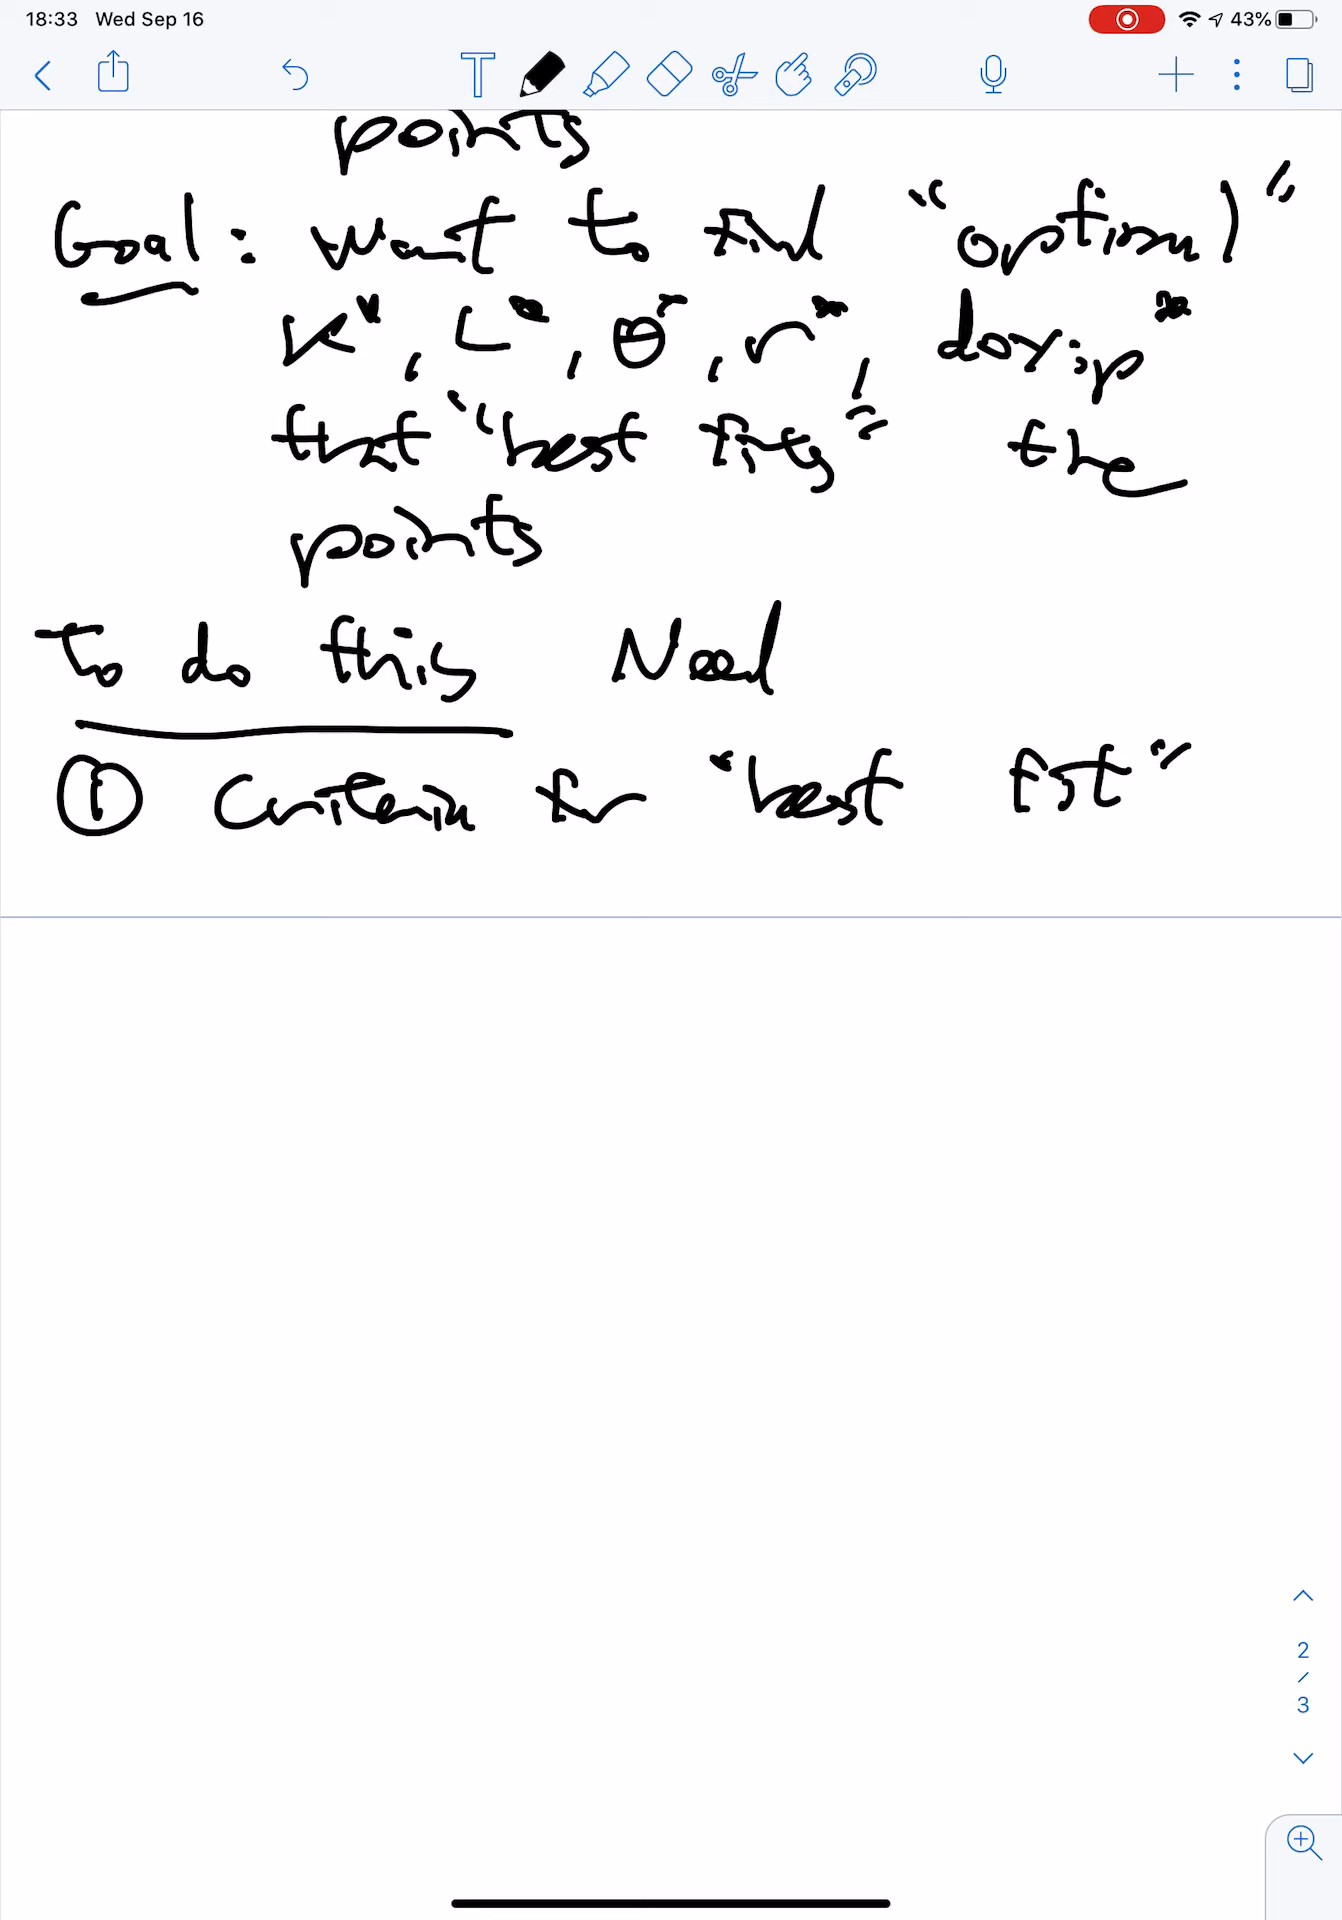 18:33 Wed Sep 16 43%
T
points
Goal: Want to find "optimal"
K*, L*, θ*, r*, dorip*
that "best fits" the
points
To do this Need
① Criteria for "best fit"
2
/
3